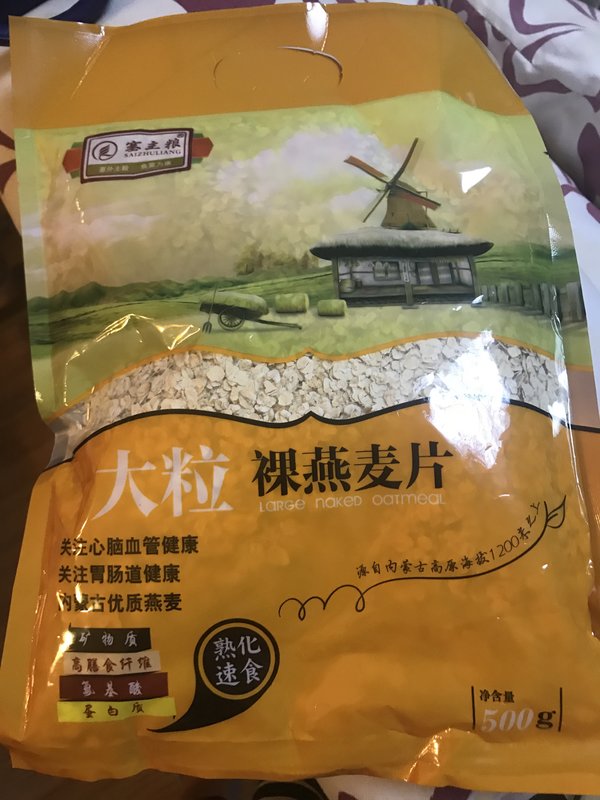 塞主粮
SAIZHULIANG
大粒
裸燕麦片
LARGE NAKED OATMEAL
关注心脑血管健康
关注胃肠道健康
内蒙古优质燕麦
源自内蒙古高原海拔1200米以上
矿物质
高膳食纤维
氨基酸
蛋白质
熟化
速食
净含量
500g